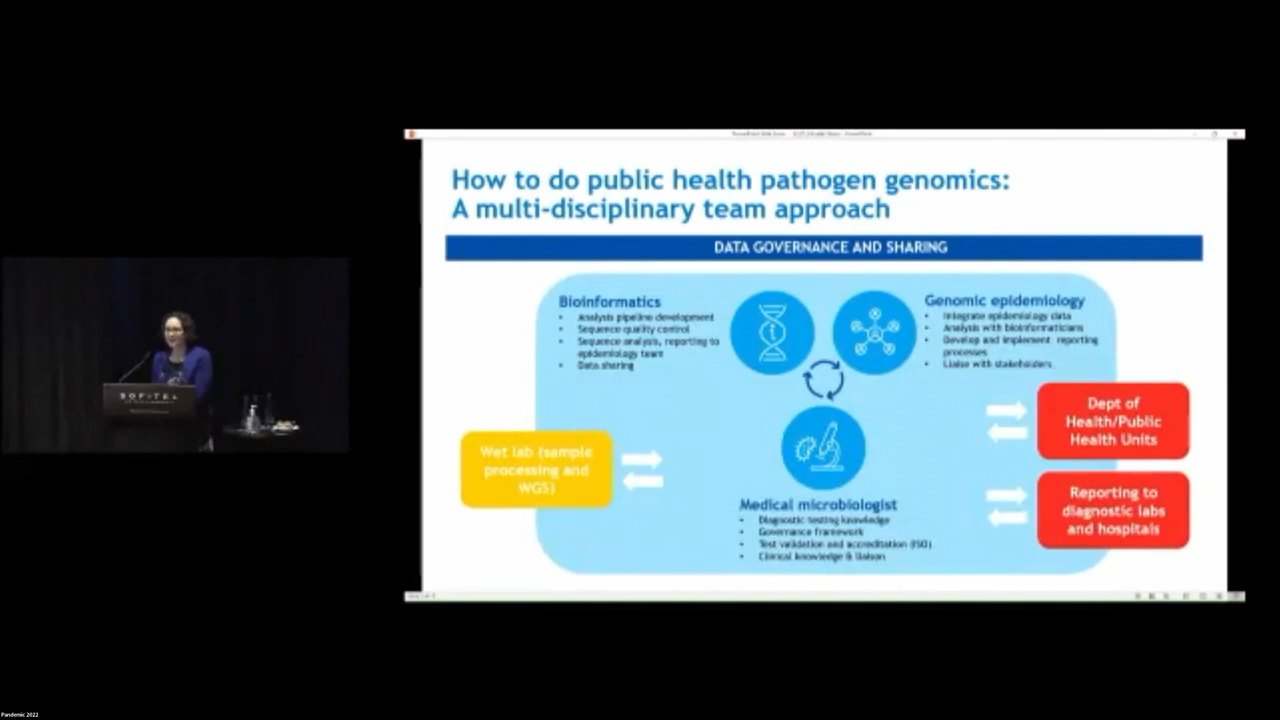 How to do public health pathogen genomics:
A multi-disciplinary team approach
DATA GOVERNANCE AND SHARING
Bioinformatics
• Analysis pipeline development
• Sequence quality control
• Sequence analysis, reporting to
epidemiology team
• Data sharing
Genomic epidemiology
• Integrate epidemiology data
• Analysis with bioinformaticians
• Develop and implement reporting
processes
• Liaise with stakeholders
Wet lab (sample
processing and
WGS)
Dept of
Health/Public
Health Units
Reporting to
diagnostic labs
and hospitals
Medical microbiologist
• Diagnostic testing knowledge
• Governance framework
• Test validation and accreditation (ISO)
• Clinical knowledge & liaison
SOFITEL
Pandemic 2022